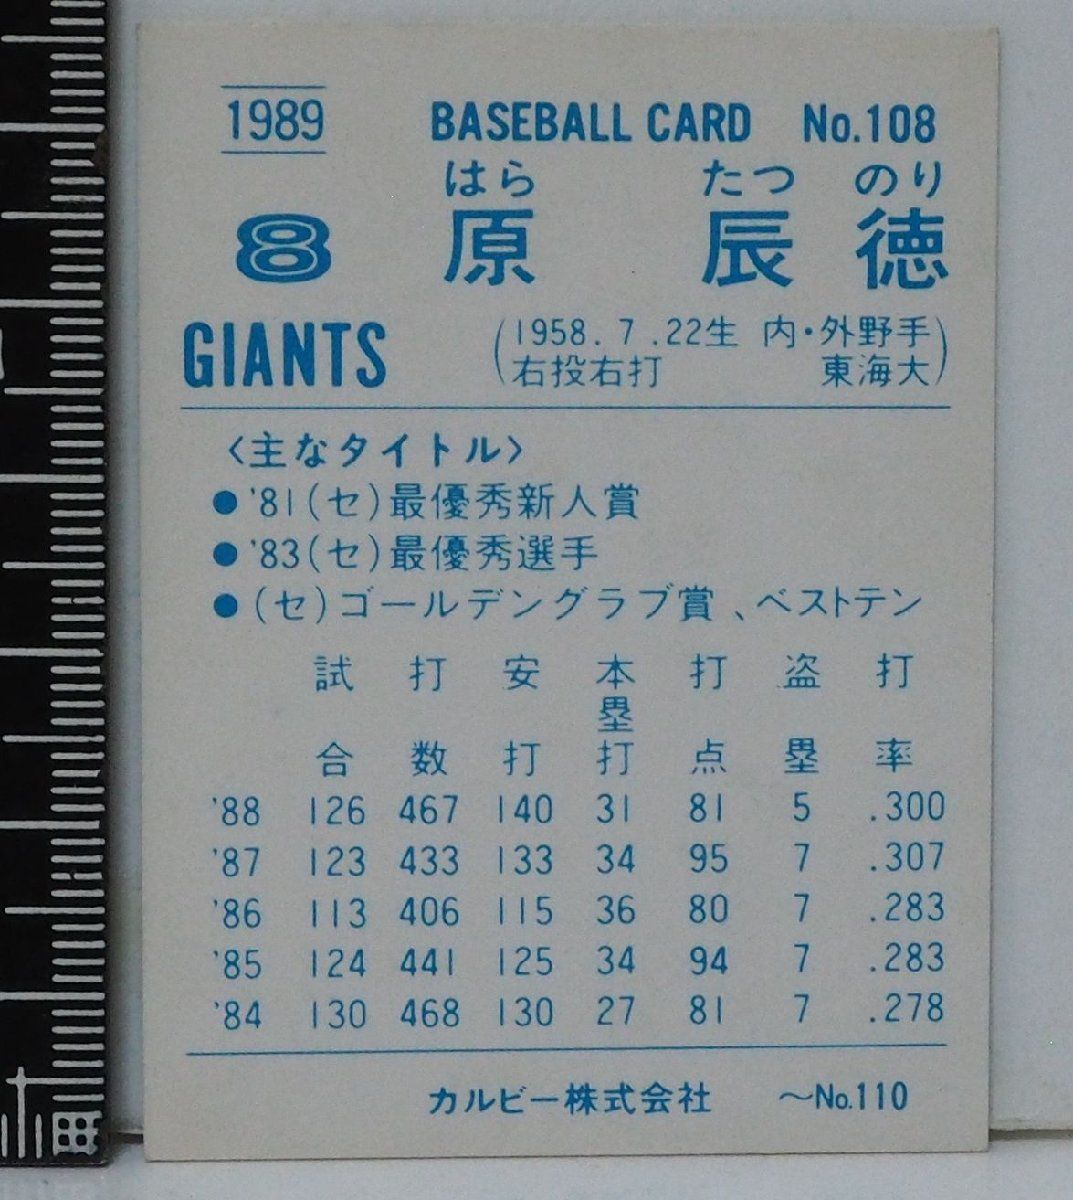 1989 BASEBALL CARD No.108
はら たつ のり
8 原 辰 徳
GIANTS
(1958.7.22生 内・外野手
右投右打 東海大)
〈主なタイトル〉
●'81(セ)最優秀新人賞
●'83(セ)最優秀選手
●(セ)ゴールデングラブ賞、ベストテン
試合 打数 安打 本塁打 打点 盗塁 打率
'88 126 467 140 31 81 5 .300
'87 123 433 133 34 95 7 .307
'86 113 406 115 36 80 7 .283
'85 124 441 125 34 94 7 .283
'84 130 468 130 27 81 7 .278
カルビー株式会社 〜No.110